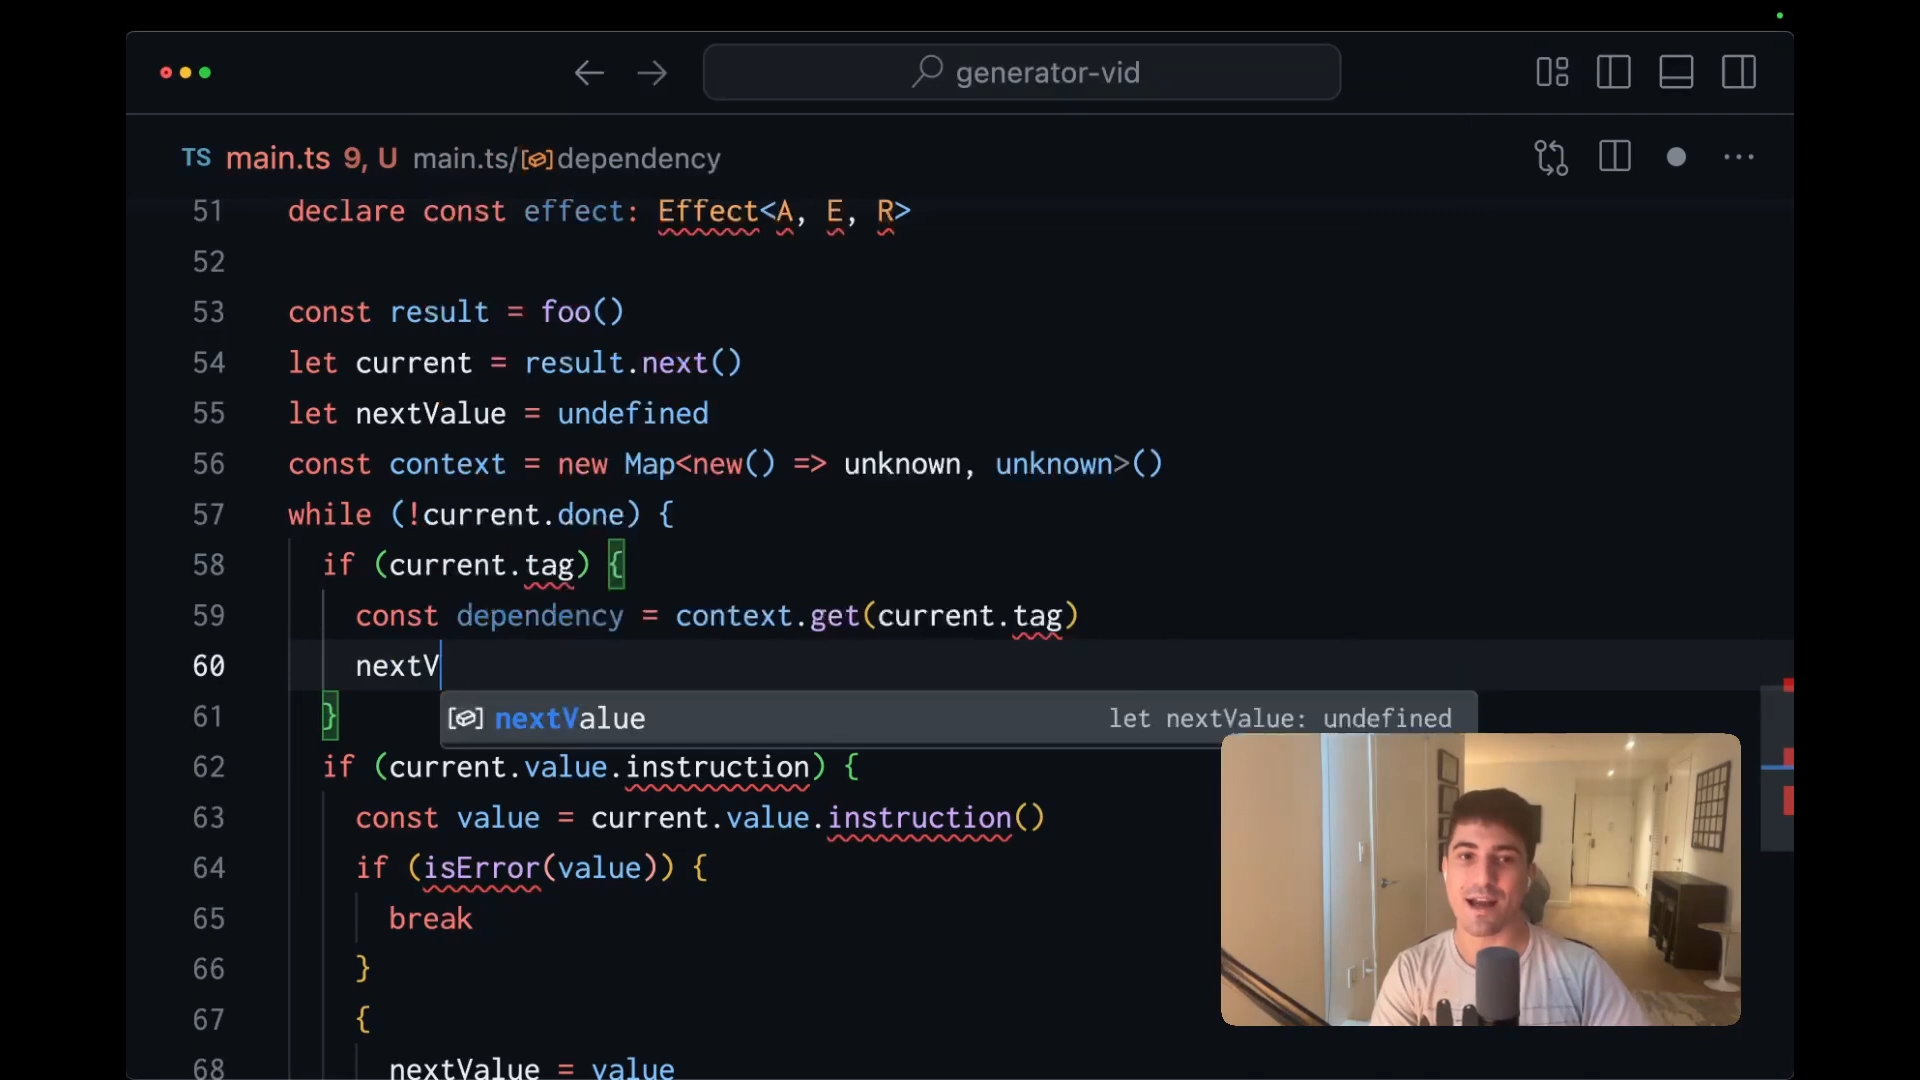 generator-vid
TS main.ts 9, U main.ts/dependency
51 declare const effect: Effect<A, E, R>
52
53 const result = foo()
54 let current = result.next()
55 let nextValue = undefined
56 const context = new Map<new() => unknown, unknown>()
57 while (!current.done) {
58 if (current.tag) {
59 const dependency = context.get(current.tag)
60 nextV
61 }
nextValue let nextValue: undefined
62 if (current.value.instruction) {
63 const value = current.value.instruction()
64 if (isError(value)) {
65 break
66 }
67 {
68 nextValue = value